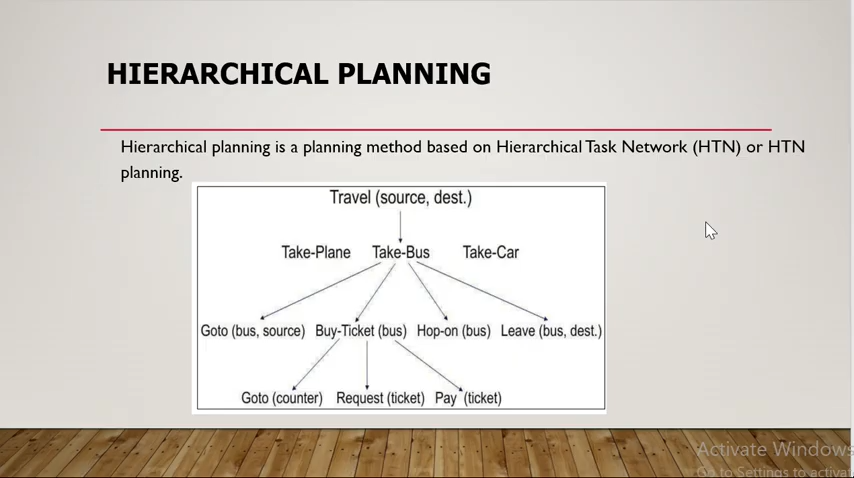 HIERARCHICAL PLANNING
Hierarchical planning is a planning method based on Hierarchical Task Network (HTN) or HTN
planning.
Travel (source, dest.)
Take-Plane Take-Bus Take-Car
Goto (bus, source) Buy-Ticket (bus) Hop-on (bus) Leave (bus, dest.)
Goto (counter) Request (ticket) Pay (ticket)
Activate Windows
Go to Settings to activat